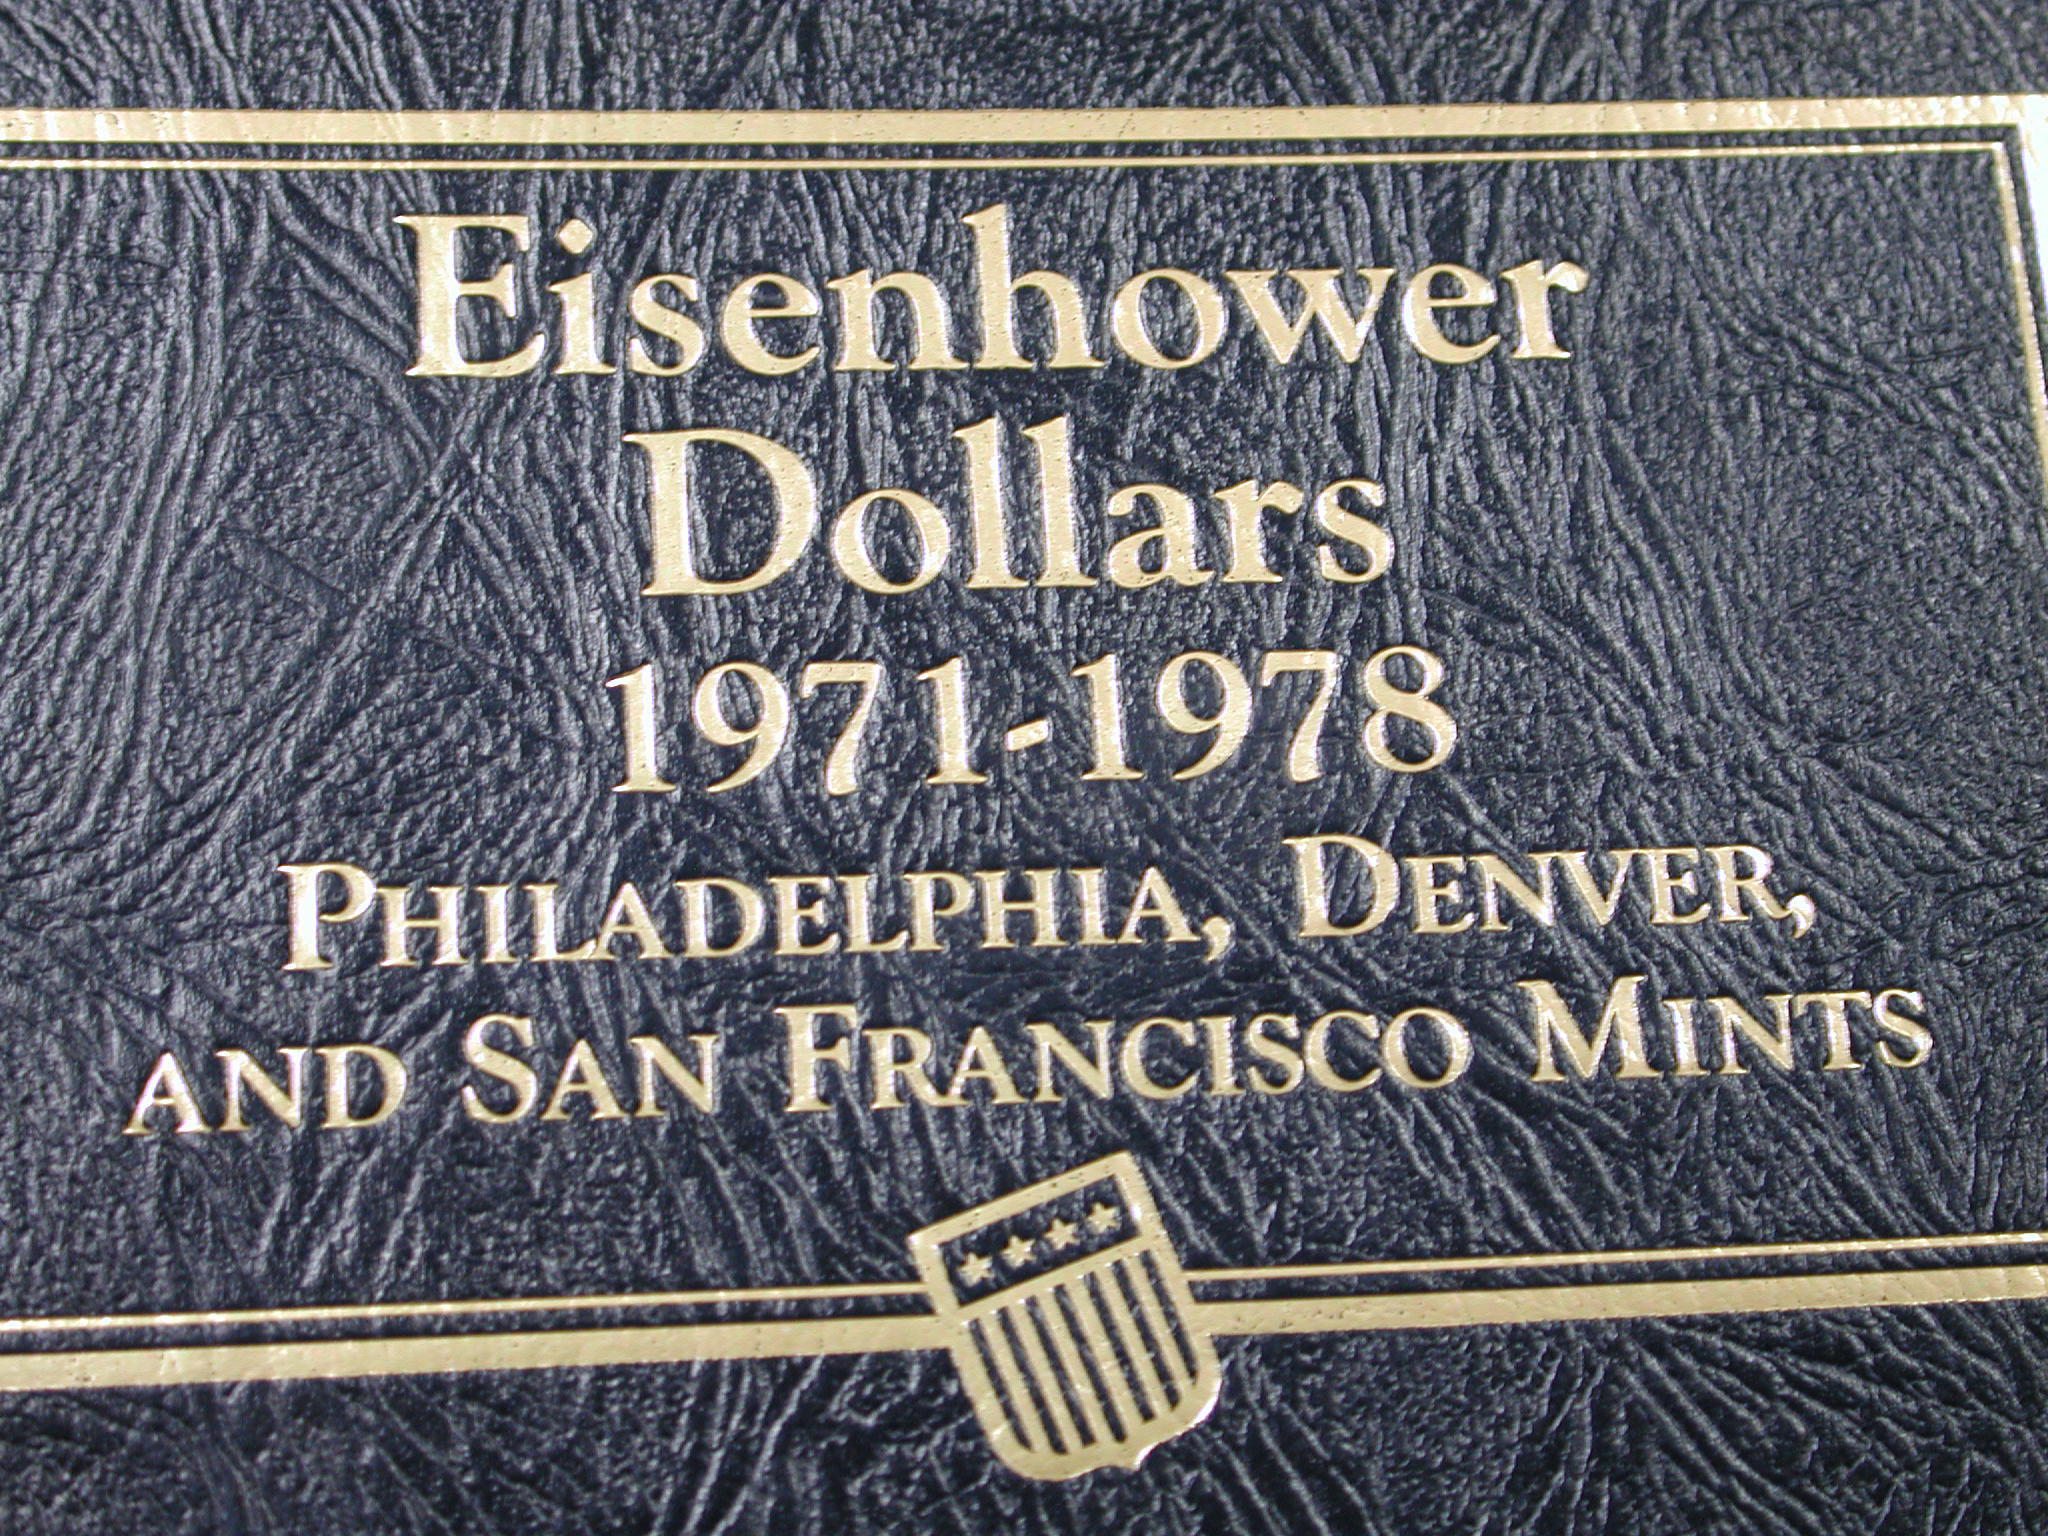 Eisenhower
Dollars
1971-1978
PHILADELPHIA, DENVER,
AND SAN FRANCISCO MINTS